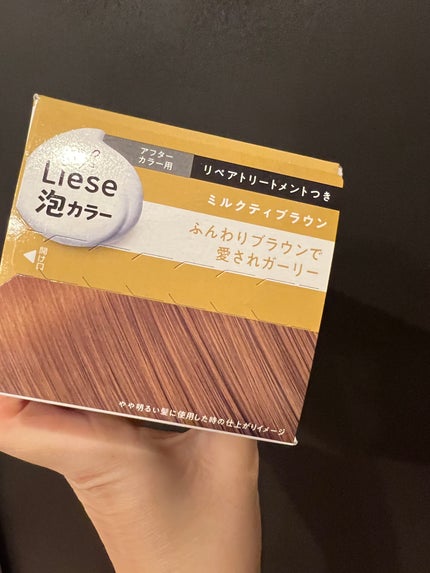 アフター
カラー用
リペアトリートメントつき
Liese
泡カラー
ミルクティブラウン
ふんわりブラウンで
愛されガーリー
開け口
やや明るい髪に使用した時の仕上がりイメージ